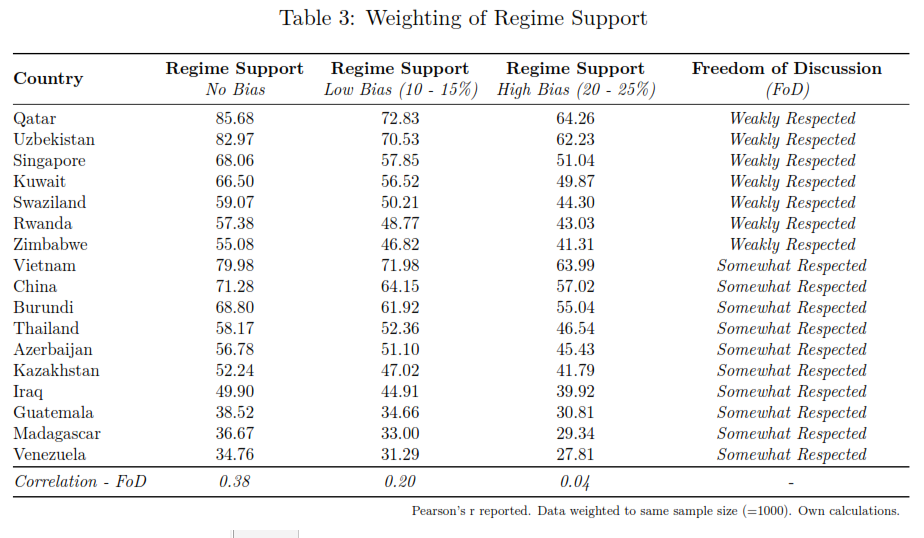 Table 3: Weighting of Regime Support
Country Regime Support Regime Support Regime Support Freedom of Discussion
No Bias Low Bias (10 - 15%) High Bias (20 - 25%) (FoD)
Qatar 85.68 72.83 64.26 Weakly Respected
Uzbekistan 82.97 70.53 62.23 Weakly Respected
Singapore 68.06 57.85 51.04 Weakly Respected
Kuwait 66.50 56.52 49.87 Weakly Respected
Swaziland 59.07 50.21 44.30 Weakly Respected
Rwanda 57.38 48.77 43.03 Weakly Respected
Zimbabwe 55.08 46.82 41.31 Weakly Respected
Vietnam 79.98 71.98 63.99 Somewhat Respected
China 71.28 64.15 57.02 Somewhat Respected
Burundi 68.80 61.92 55.04 Somewhat Respected
Thailand 58.17 52.36 46.54 Somewhat Respected
Azerbaijan 56.78 51.10 45.43 Somewhat Respected
Kazakhstan 52.24 47.02 41.79 Somewhat Respected
Iraq 49.90 44.91 39.92 Somewhat Respected
Guatemala 38.52 34.66 30.81 Somewhat Respected
Madagascar 36.67 33.00 29.34 Somewhat Respected
Venezuela 34.76 31.29 27.81 Somewhat Respected
Correlation - FoD 0.38 0.20 0.04 -
Pearson's r reported. Data weighted to same sample size (=1000). Own calculations.